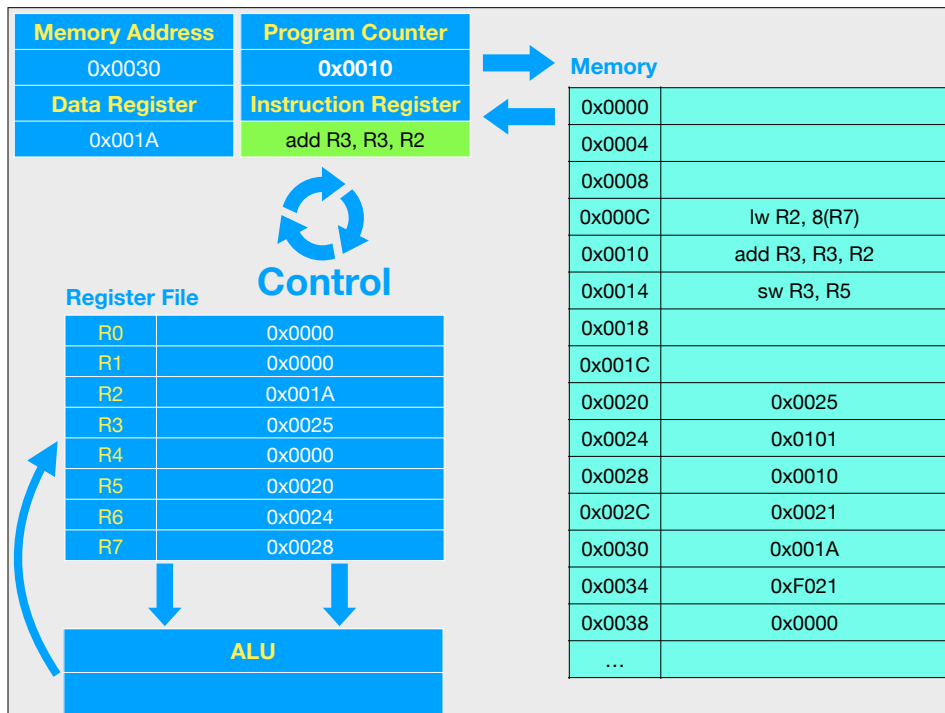 Memory Address Program Counter
0x0030 0x0010
Data Register Instruction Register
0x001A add R3, R3, R2
Control
Register File
R0 0x0000
R1 0x0000
R2 0x001A
R3 0x0025
R4 0x0000
R5 0x0020
R6 0x0024
R7 0x0028
ALU
Memory
0x0000
0x0004
0x0008
0x000C lw R2, 8(R7)
0x0010 add R3, R3, R2
0x0014 sw R3, R5
0x0018
0x001C
0x0020 0x0025
0x0024 0x0101
0x0028 0x0010
0x002C 0x0021
0x0030 0x001A
0x0034 0xF021
0x0038 0x0000
…